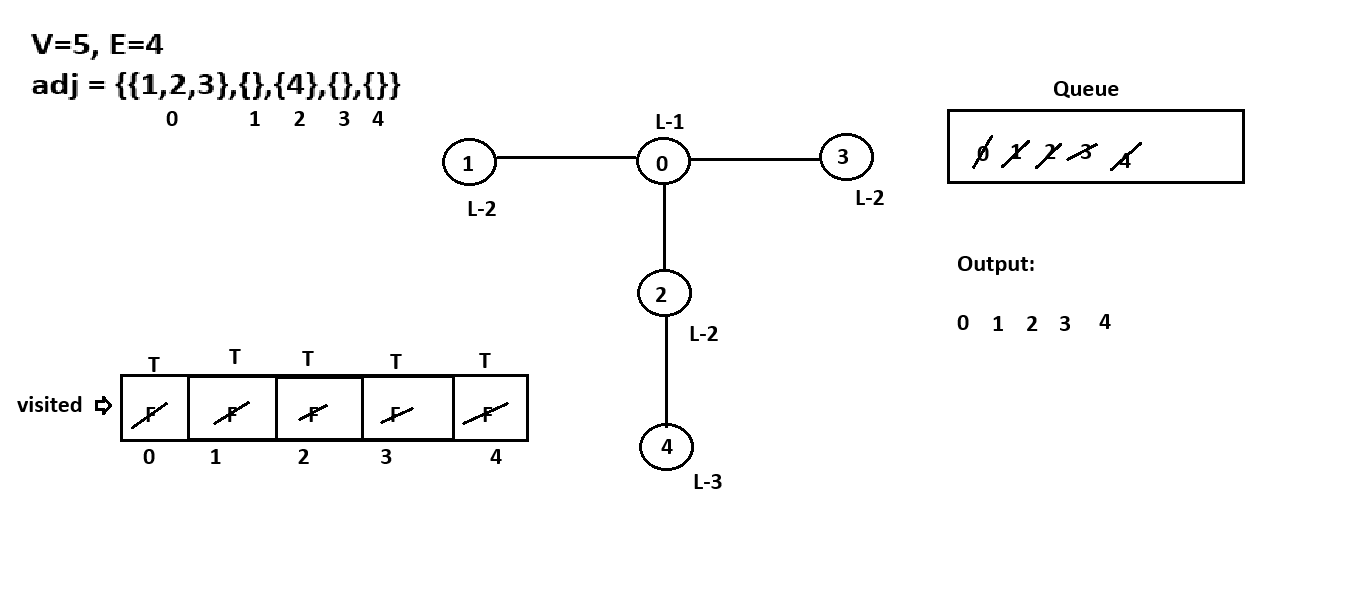 V=5, E=4
adj = {{1,2,3},{},{4},{},{}}
0 1 2 3 4
Queue
0 1 2 3 4
L-1
1 0 3
L-2 L-2
2
L-2
4
L-3
Output:
0 1 2 3 4
T T T T T
visited ⇨ F F F F F
0 1 2 3 4